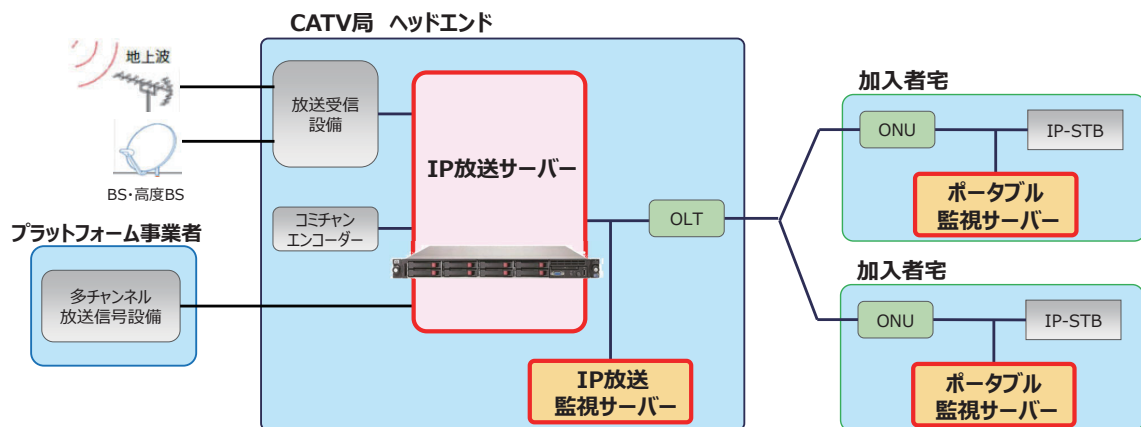 CATV局 ヘッドエンド
地上波
放送受信
設備
BS・高度BS
コミチャン
エンコーダー
プラットフォーム事業者
多チャンネル
放送信号設備
IP放送サーバー
IP放送
監視サーバー
OLT
加入者宅
ONU
IP-STB
ポータブル
監視サーバー
加入者宅
ONU
IP-STB
ポータブル
監視サーバー